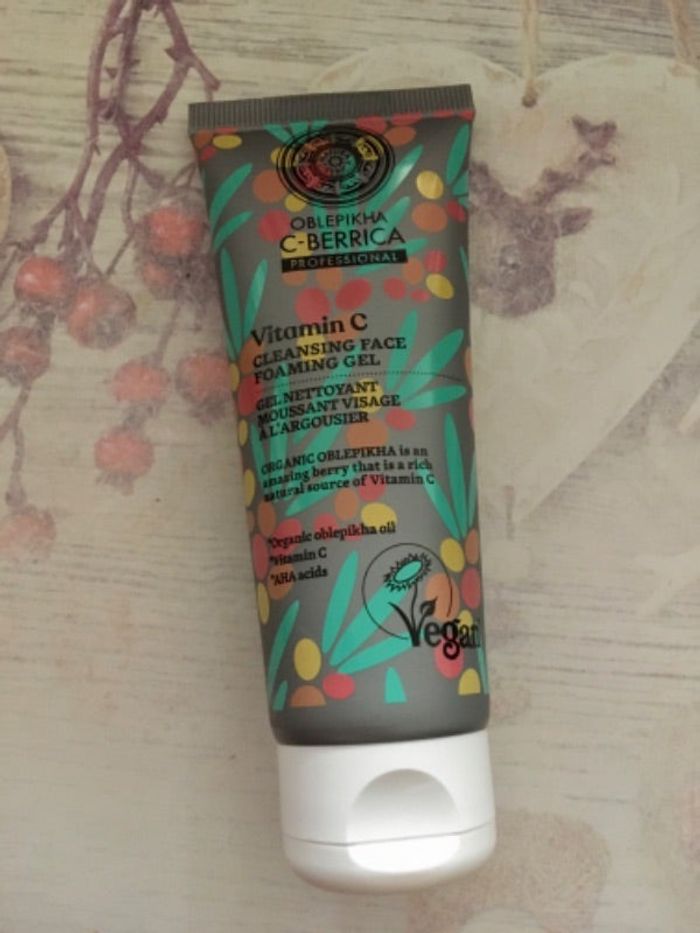 OBLEPIKHA
C-BERRICA
PROFESSIONAL
Vitamin C
CLEANSING FACE
FOAMING GEL
GEL NETTOYANT
MOUSSANT VISAGE
À L'ARGOUSIER
ORGANIC OBLEPIKHA is an
amazing berry that is a rich
natural source of Vitamin C
*Organic oblepikha oil
*Vitamin C
*AHA acids
Vegan